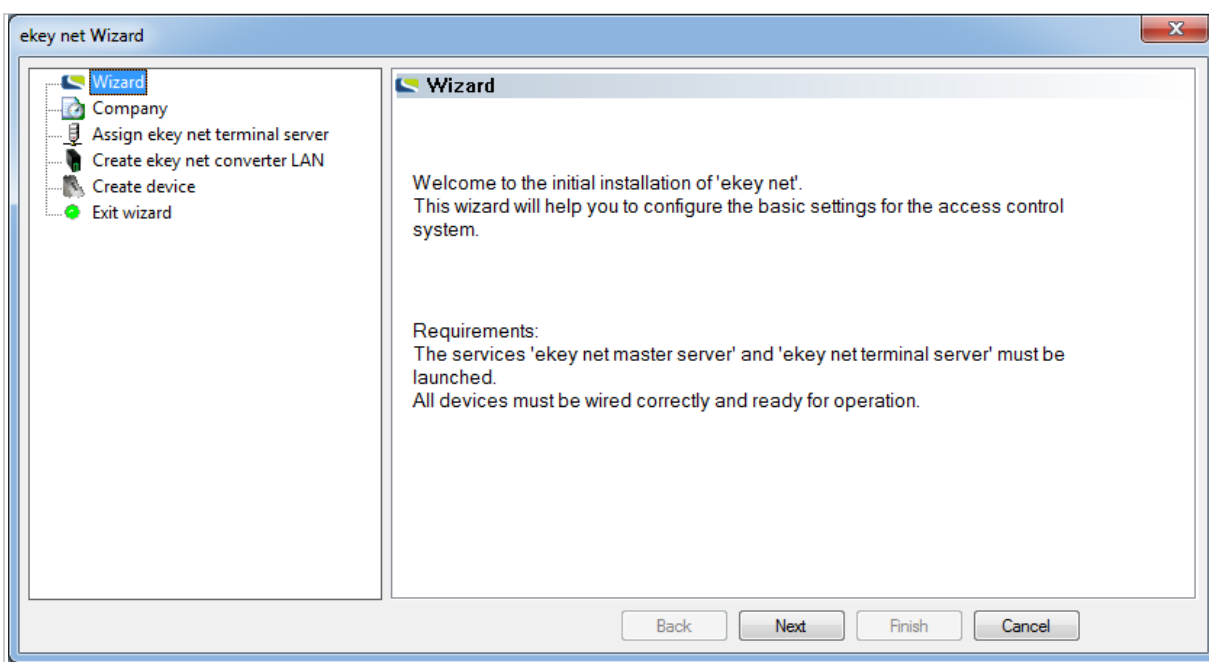 ekey net Wizard
x
Wizard
Company
Assign ekey net terminal server
Create ekey net converter LAN
Create device
Exit wizard
Wizard
Welcome to the initial installation of 'ekey net'.
This wizard will help you to configure the basic settings for the access control
system.
Requirements:
The services 'ekey net master server' and 'ekey net terminal server' must be
launched.
All devices must be wired correctly and ready for operation.
Back
Next
Finish
Cancel